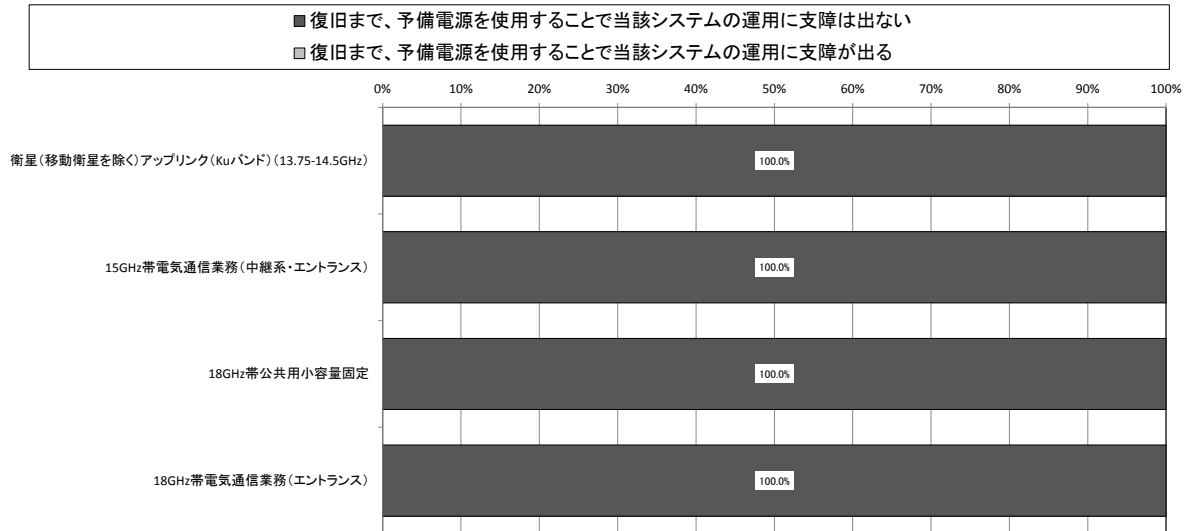 ■復旧まで、予備電源を使用することで当該システムの運用に支障は出ない
■復旧まで、予備電源を使用することで当該システムの運用に支障が出る
0% 10% 20% 30% 40% 50% 60% 70% 80% 90% 100%
衛星(移動衛星を除く)アップリンク(Kuバンド)(13.75-14.5GHz) 100.0%
15GHz帯電気通信業務(中継系・エントランス) 100.0%
18GHz帯公共用小容量固定 100.0%
18GHz帯電気通信業務(エントランス) 100.0%